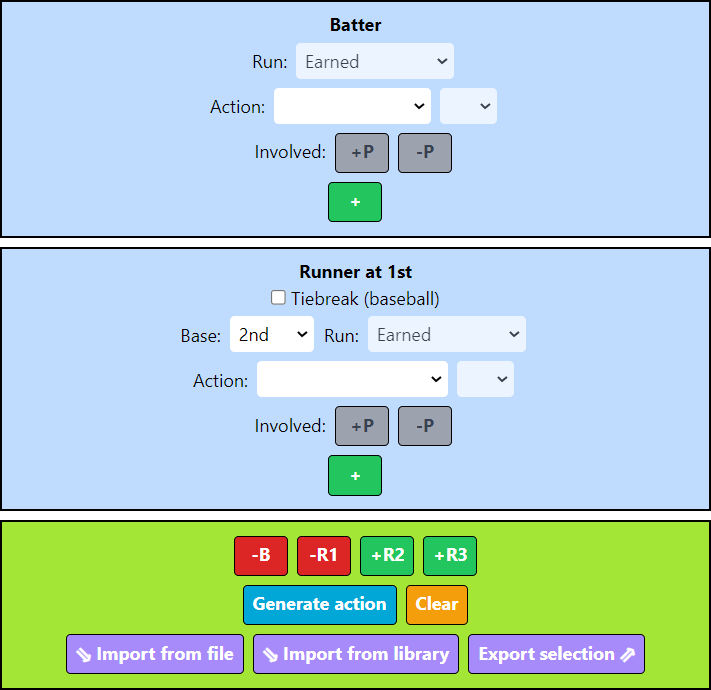 Batter
Run: Earned
Action:
Involved: +P -P
+
Runner at 1st
Tiebreak (baseball)
Base: 2nd Run: Earned
Action:
Involved: +P -P
+
-B -R1 +R2 +R3
Generate action Clear
⇘ Import from file ⇘ Import from library Export selection ⇗